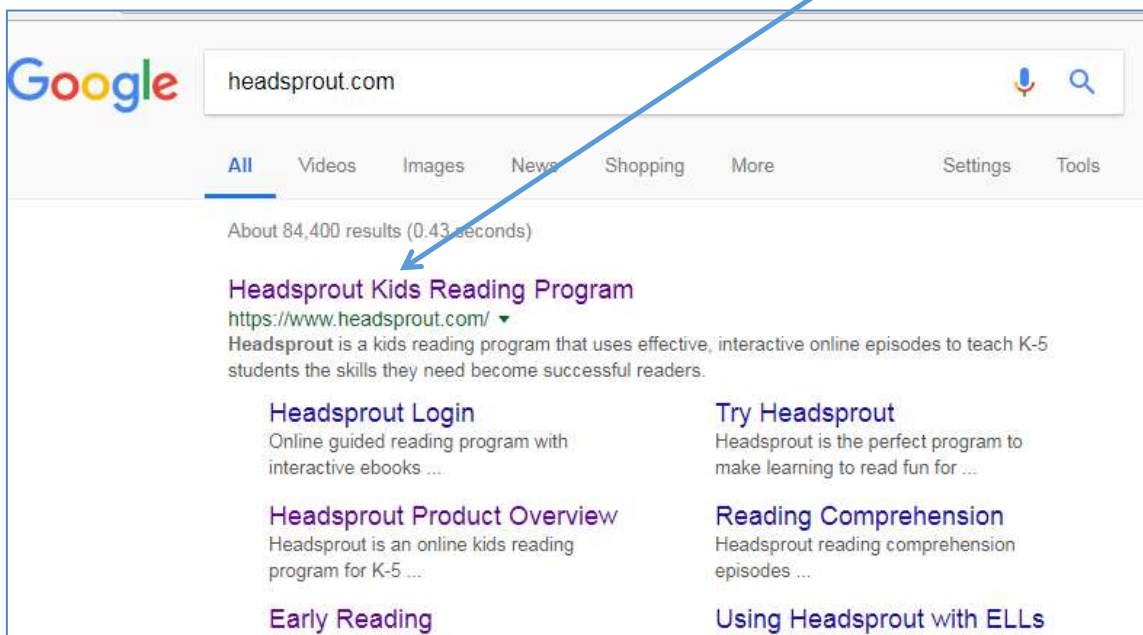 Google headsprout.com
All Videos Images News Shopping More Settings Tools
About 84,400 results (0.43 seconds)
Headsprout Kids Reading Program
https://www.headsprout.com/
Headsprout is a kids reading program that uses effective, interactive online episodes to teach K-5
students the skills they need become successful readers.
Headsprout Login
Online guided reading program with
interactive ebooks ...
Try Headsprout
Headsprout is the perfect program to
make learning to read fun for ...
Headsprout Product Overview
Headsprout is an online kids reading
program for K-5 ...
Reading Comprehension
Headsprout reading comprehension
episodes ...
Early Reading
Using Headsprout with ELLs